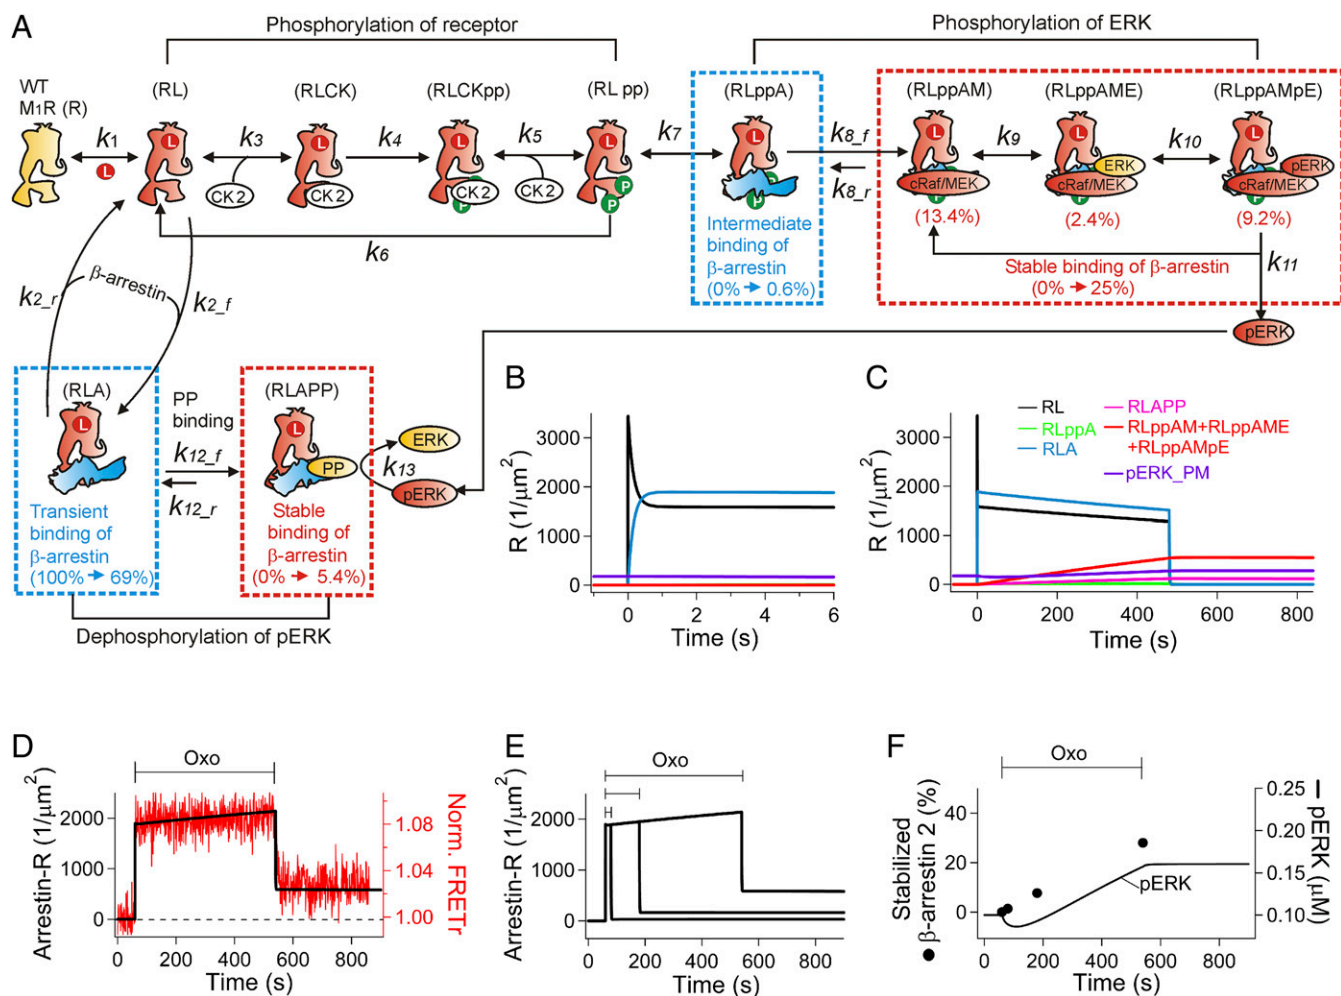 A
Phosphorylation of receptor
Phosphorylation of ERK
WT
M1R (R)
(RL)
(RLCK)
(RLCKpp)
(RL pp)
(RLppA)
(RLppAM)
(RLppAME)
(RLppAMpE)
k1
L
k3
k4
k5
k7
k8_f
k8_r
k9
k10
L
L
L
L
L
L
L
L
CK2
CK2
CK2
CK2
P
P
P
P
P
P
P
P
P
ERK
pERK
cRaf/MEK
cRaf/MEK
cRaf/MEK
(13.4%)
(2.4%)
(9.2%)
Intermediate
binding of
β-arrestin
(0% → 0.6%)
Stable binding of β-arrestin
(0% → 25%)
k6
k11
pERK
k2_r
β-arrestin
k2_f
(RLA)
L
PP
binding
k12_f
k12_r
(RLAPP)
L
PP
k13
ERK
pERK
Transient
binding of
β-arrestin
(100% → 69%)
Stable
binding of
β-arrestin
(0% → 5.4%)
Dephosphorylation of pERK
B
R (1/μm²)
3000
2000
1000
0
0 2 4 6
Time (s)
C
RL
RLppA
RLA
RLAPP
RLppAM+RLppAME
+RLppAMpE
pERK_PM
R (1/μm²)
3000
2000
1000
0
0 200 400 600 800
Time (s)
D
Oxo
Arrestin-R (1/μm²)
2000
1000
0
1.08
1.04
1.00
Norm. FRETr
0 200 400 600 800
Time (s)
E
Oxo
Arrestin-R (1/μm²)
2000
1000
0
0 200 400 600 800
Time (s)
F
Oxo
Stabilized
β-arrestin 2 (%)
40
20
0
pERK
0.25
0.20
0.15
0.10
pERK (μM)
0 200 400 600 800
Time (s)